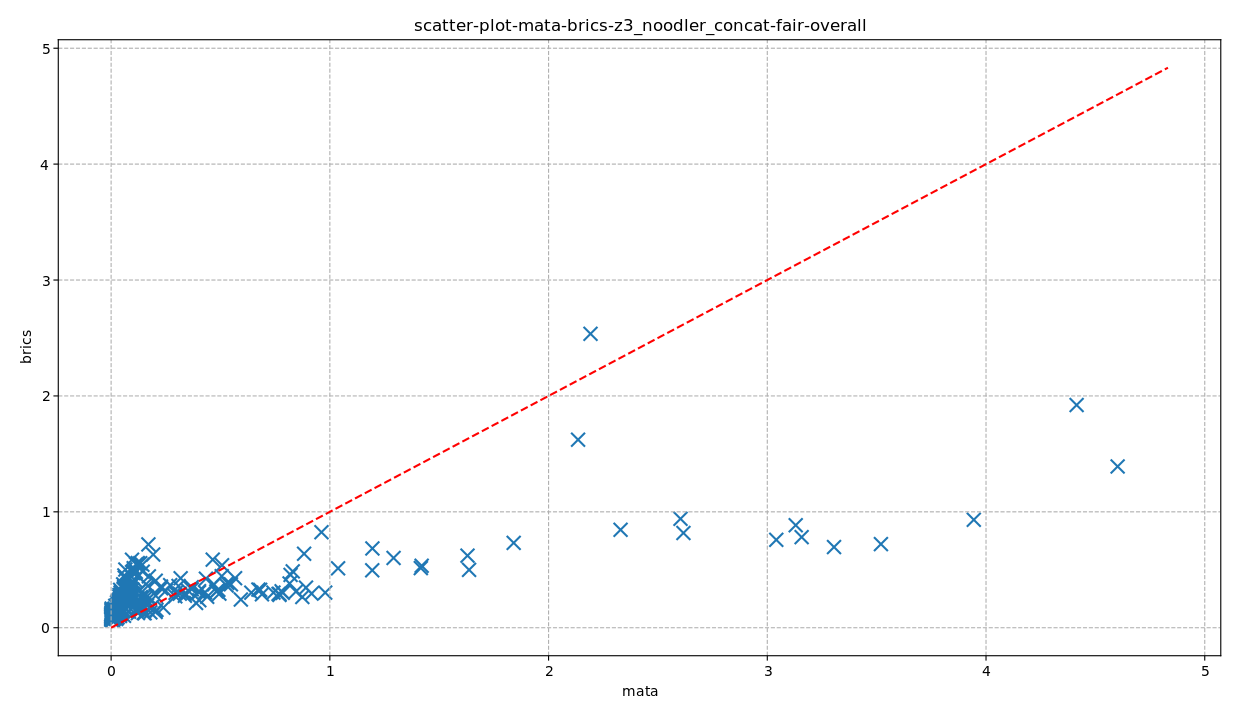 scatter-plot-mata-brics-z3_noodler_concat-fair-overall
5
4
3
2
1
0
brics
0 1 2 3 4 5
mata